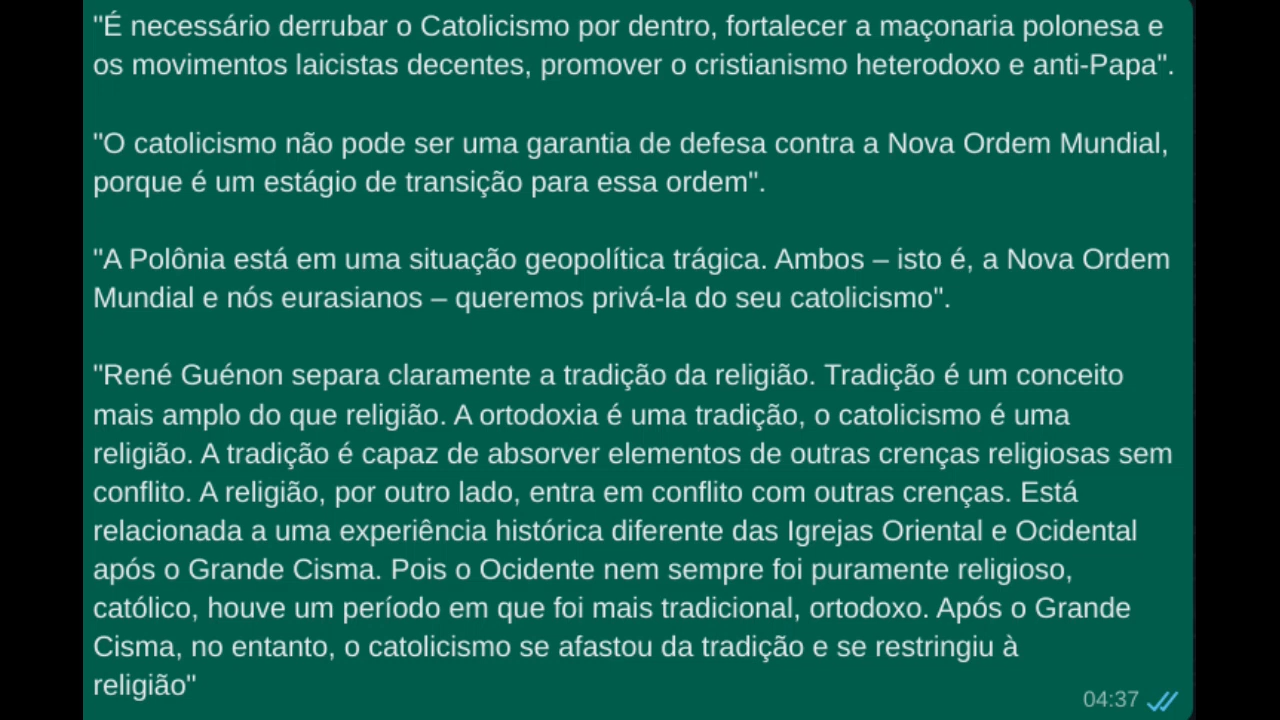 "É necessário derrubar o Catolicismo por dentro, fortalecer a maçonaria polonesa e
os movimentos laicistas decentes, promover o cristianismo heterodoxo e anti-Papa".
"O catolicismo não pode ser uma garantia de defesa contra a Nova Ordem Mundial,
porque é um estágio de transição para essa ordem".
"A Polônia está em uma situação geopolítica trágica. Ambos – isto é, a Nova Ordem
Mundial e nós eurasianos – queremos privá-la do seu catolicismo".
"René Guénon separa claramente a tradição da religião. Tradição é um conceito
mais amplo do que religião. A ortodoxia é uma tradição, o catolicismo é uma
religião. A tradição é capaz de absorver elementos de outras crenças religiosas sem
conflito. A religião, por outro lado, entra em conflito com outras crenças. Está
relacionada a uma experiência histórica diferente das Igrejas Oriental e Ocidental
após o Grande Cisma. Pois o Ocidente nem sempre foi puramente religioso,
católico, houve um período em que foi mais tradicional, ortodoxo. Após o Grande
Cisma, no entanto, o catolicismo se afastou da tradição e se restringiu à
religião"
04:37